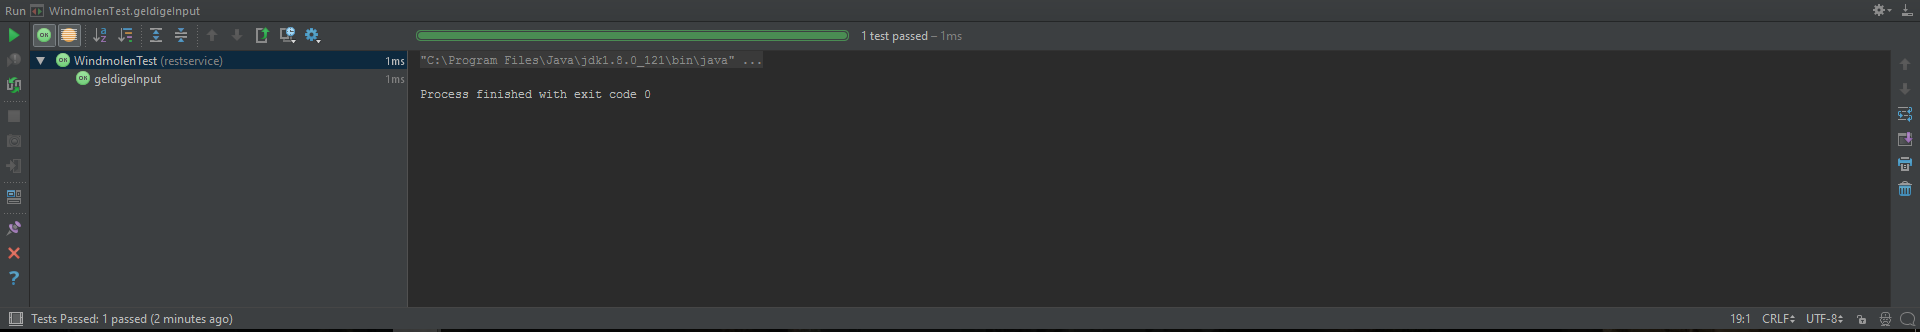 Run WindmolenTest.geldigeInput
1 test passed – 1ms
OK WindmolenTest (restservice) 1ms
OK geldigeInput 1ms
"C:\Program Files\Java\jdk1.8.0_121\bin\java" ...
Process finished with exit code 0
Tests Passed: 1 passed (2 minutes ago) 19:1 CRLF UTF-8